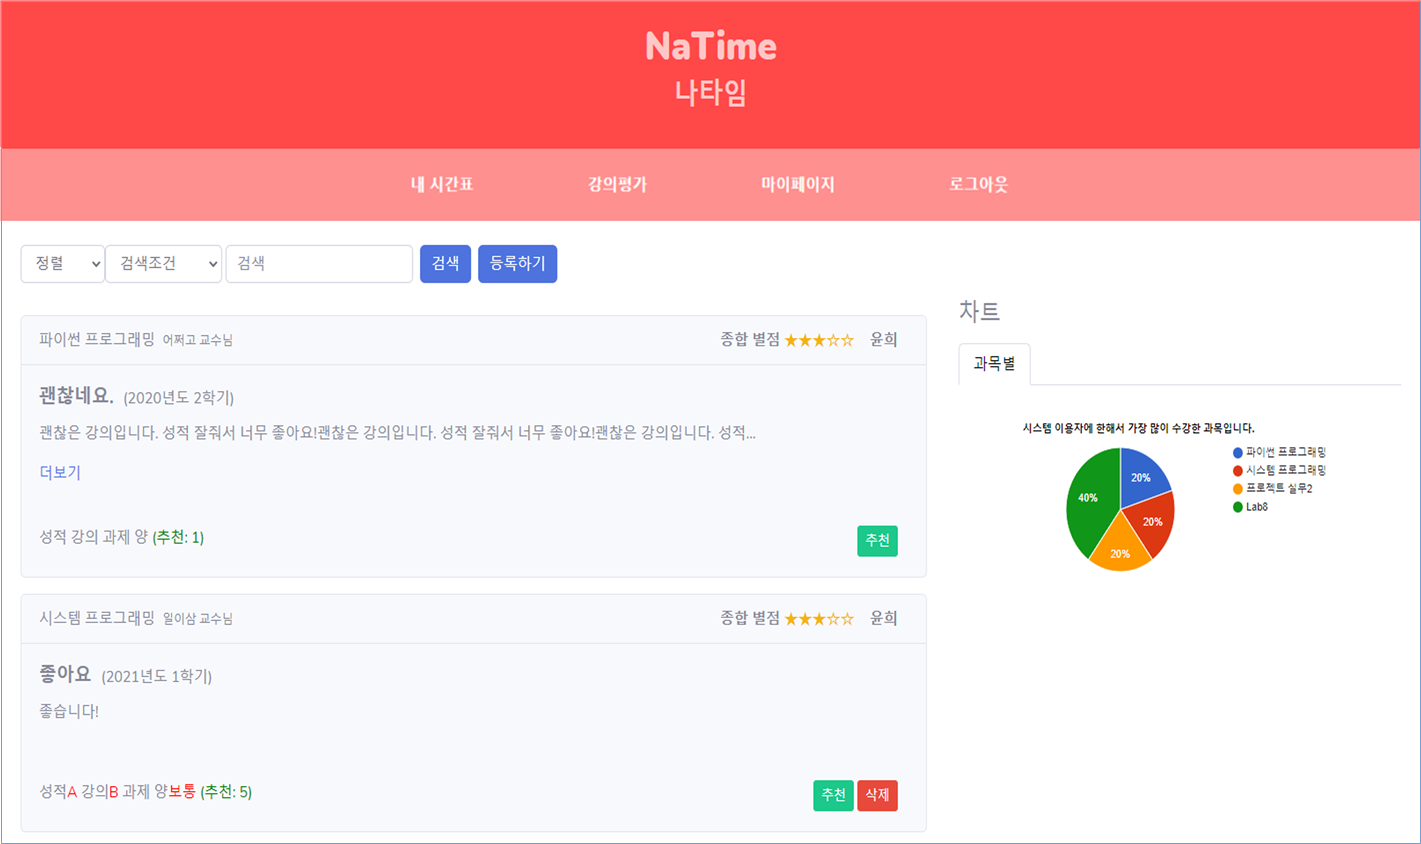 NaTime
나타임
내 시간표 강의평가 마이페이지 로그아웃
정렬 검색조건 검색 검색 등록하기
파이썬 프로그래밍 어쩌고 교수님 종합 별점 ★★★☆☆ 윤희
괜찮네요. (2020년도 2학기)
괜찮은 강의입니다. 성적 잘줘서 너무 좋아요!괜찮은 강의입니다. 성적 잘줘서 너무 좋아요!괜찮은 강의입니다. 성적...
더보기
성적 강의 과제 양 (추천: 1) 추천
시스템 프로그래밍 일이삼 교수님 종합 별점 ★★★☆☆ 윤희
좋아요 (2021년도 1학기)
좋습니다!
성적A 강의B 과제 양보통 (추천: 5) 추천 삭제
차트
과목별
시스템 이용자에 한해서 가장 많이 수강한 과목입니다.
20%
20%
20%
40%
파이썬 프로그래밍
시스템 프로그래밍
프로젝트 실무2
Lab8